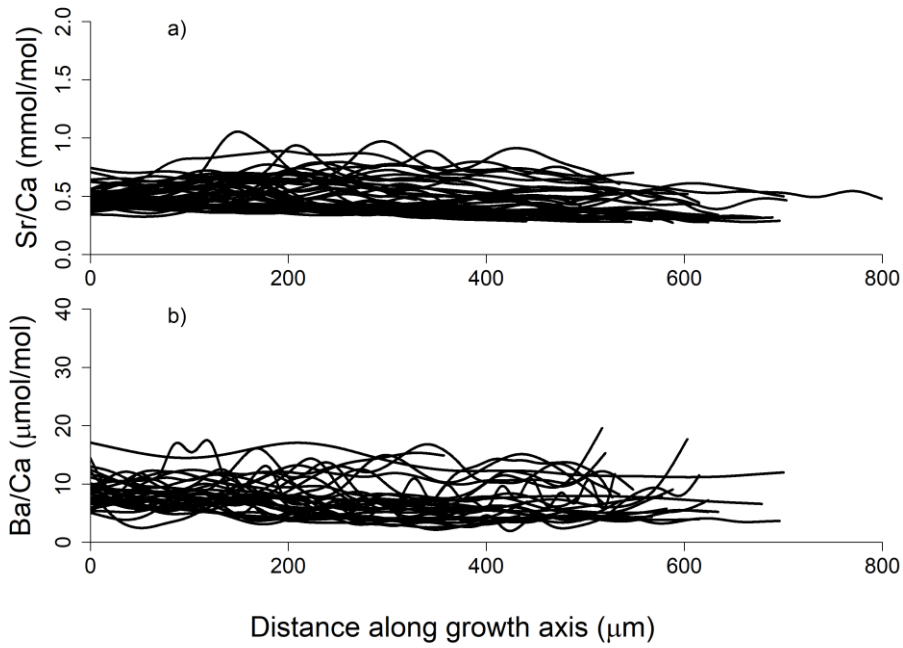 a)
Sr/Ca (mmol/mol)
2.0
1.5
1.0
0.5
0.0
0 200 400 600 800
b)
Ba/Ca (μmol/mol)
40
30
20
10
0
0 200 400 600 800
Distance along growth axis (μm)